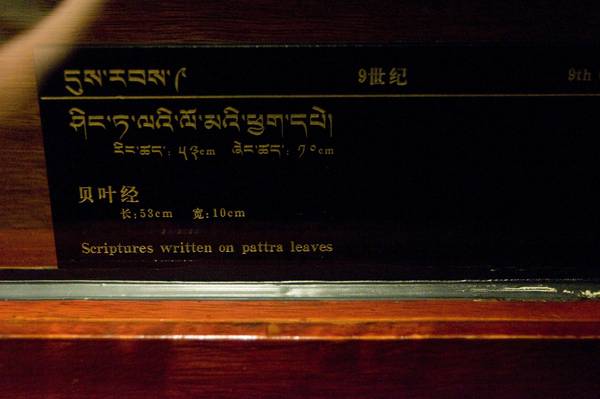 དུས་རབས་༩ 9世纪 9th
ཤིང་ཏ་ལའི་ལོ་མའི་ཕྱག་དཔེ།
རིང་ཚད་: ༥༣cm ཞེང་ཚད་: ༡༠cm
贝叶经
长:53cm 宽:10cm
Scriptures written on pattra leaves